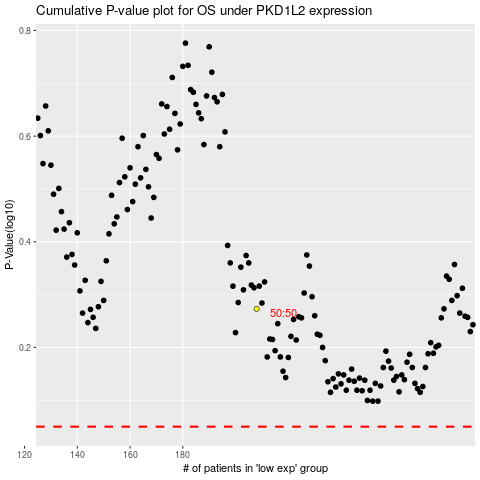 Cumulative P-value plot for OS under PKD1L2 expression
P-Value(log10)
0.8
0.6
0.4
0.2
50:50
120 140 160 180
# of patients in 'low exp' group